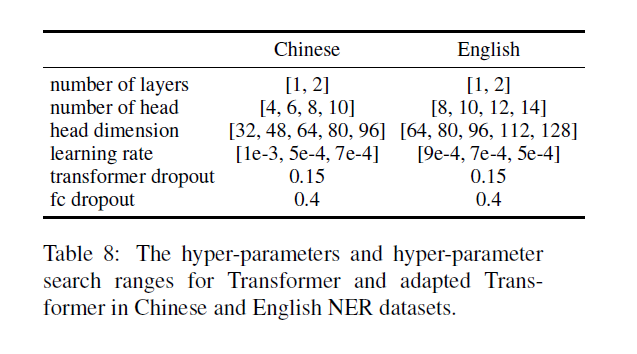 Chinese English
number of layers [1, 2] [1, 2]
number of head [4, 6, 8, 10] [8, 10, 12, 14]
head dimension [32, 48, 64, 80, 96] [64, 80, 96, 112, 128]
learning rate [1e-3, 5e-4, 7e-4] [9e-4, 7e-4, 5e-4]
transformer dropout 0.15 0.15
fc dropout 0.4 0.4
Table 8: The hyper-parameters and hyper-parameter
search ranges for Transformer and adapted Trans-
former in Chinese and English NER datasets.